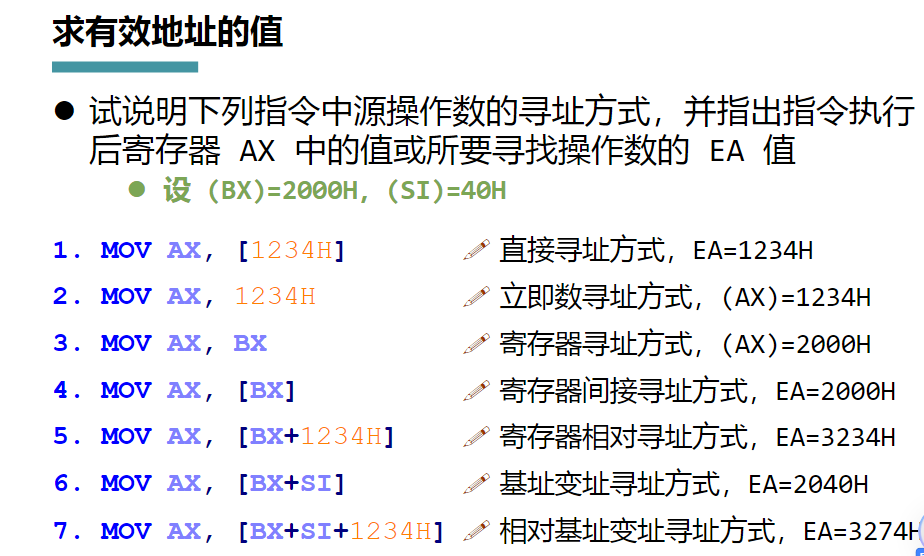 求有效地址的值
● 试说明下列指令中源操作数的寻址方式，并指出指令执行
后寄存器 AX 中的值或所要寻找操作数的 EA 值
● 设 (BX)=2000H, (SI)=40H
1. MOV AX, [1234H] 直接寻址方式，EA=1234H
2. MOV AX, 1234H 立即数寻址方式，(AX)=1234H
3. MOV AX, BX 寄存器寻址方式，(AX)=2000H
4. MOV AX, [BX] 寄存器间接寻址方式，EA=2000H
5. MOV AX, [BX+1234H] 寄存器相对寻址方式，EA=3234H
6. MOV AX, [BX+SI] 基址变址寻址方式，EA=2040H
7. MOV AX, [BX+SI+1234H] 相对基址变址寻址方式，EA=3274H